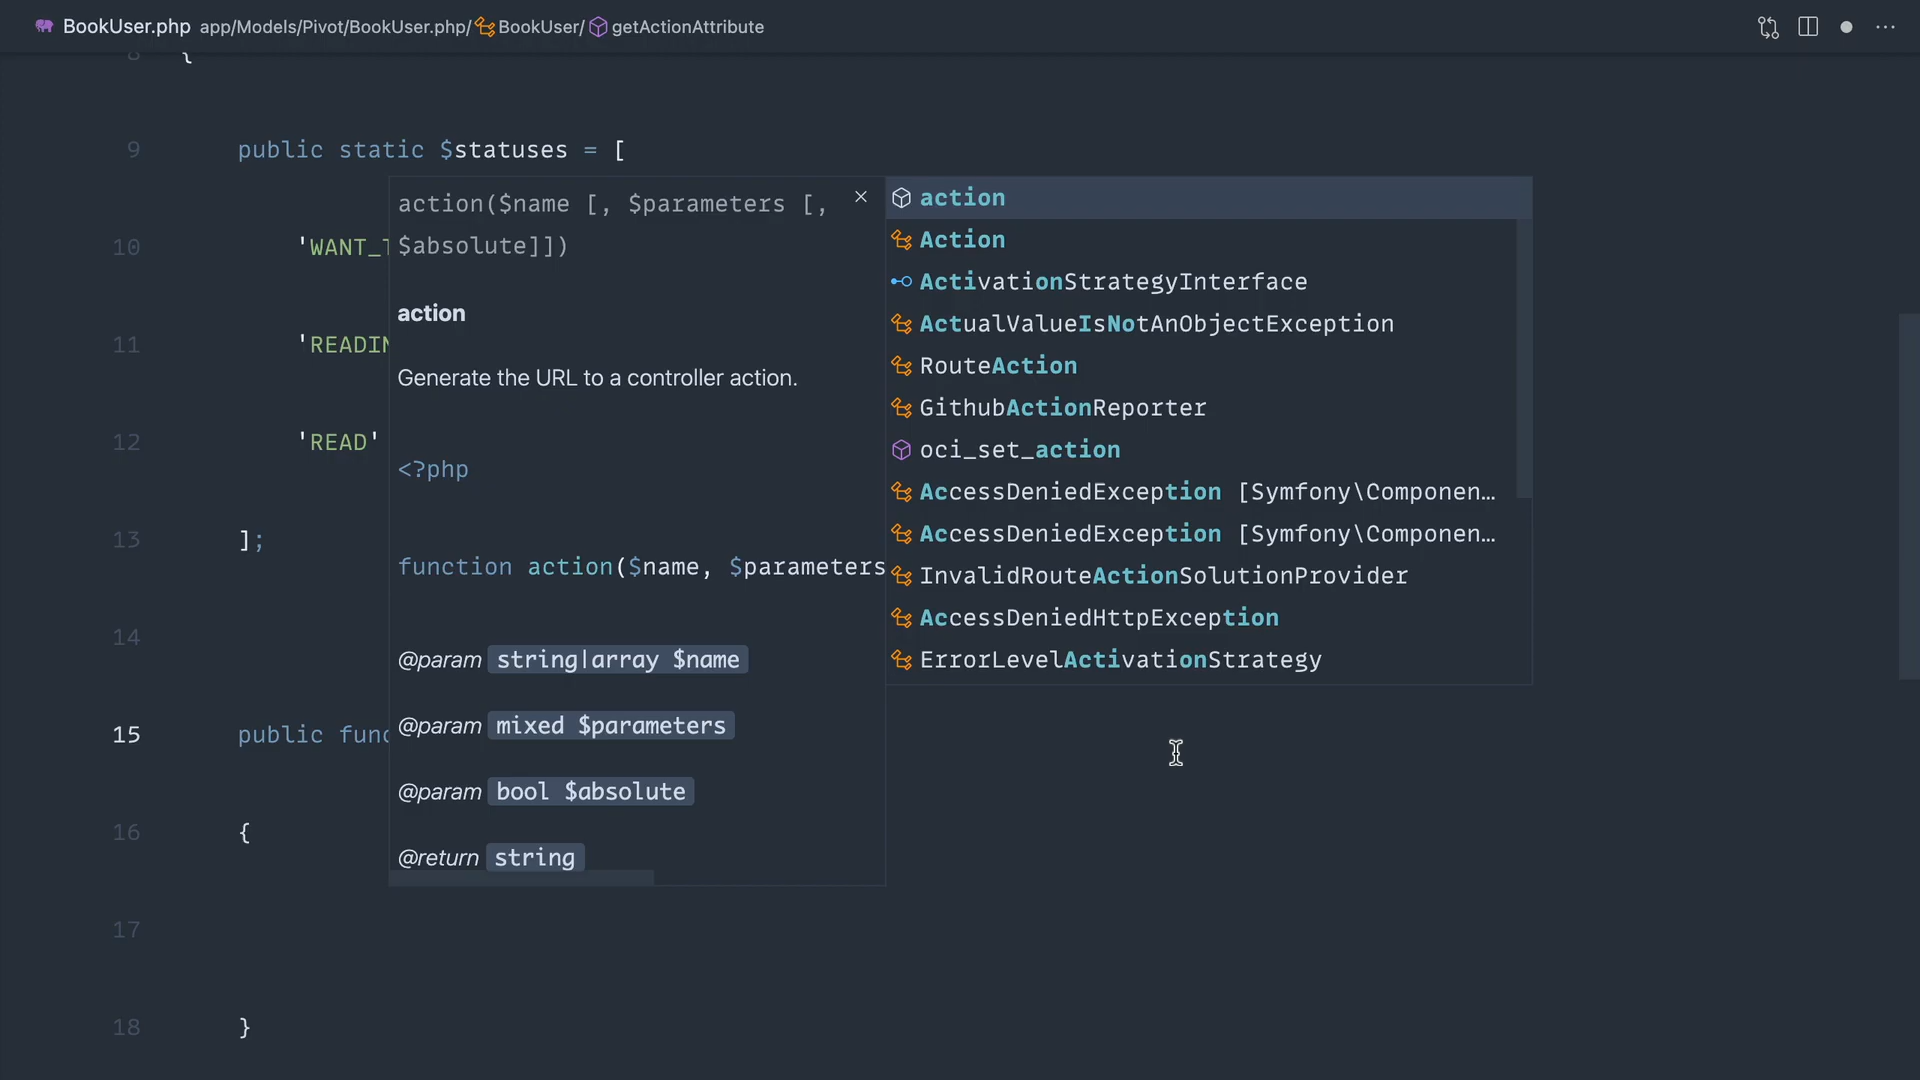 BookUser.php app/Models/Pivot/BookUser.php/ BookUser/ getActionAttribute
8 {
9 public static $statuses = [
10 'WANT_T
11 'READIN
12 'READ'
13 ];
14
15 public func
16 {
17
18 }
action($name [, $parameters [,
$absolute]])
action
Generate the URL to a controller action.
<?php
function action($name, $parameters
@param string|array $name
@param mixed $parameters
@param bool $absolute
@return string
action
Action
ActivationStrategyInterface
ActualValueIsNotAnObjectException
RouteAction
GithubActionReporter
oci_set_action
AccessDeniedException [Symfony\Componen…
AccessDeniedException [Symfony\Componen…
InvalidRouteActionSolutionProvider
AccessDeniedHttpException
ErrorLevelActivationStrategy